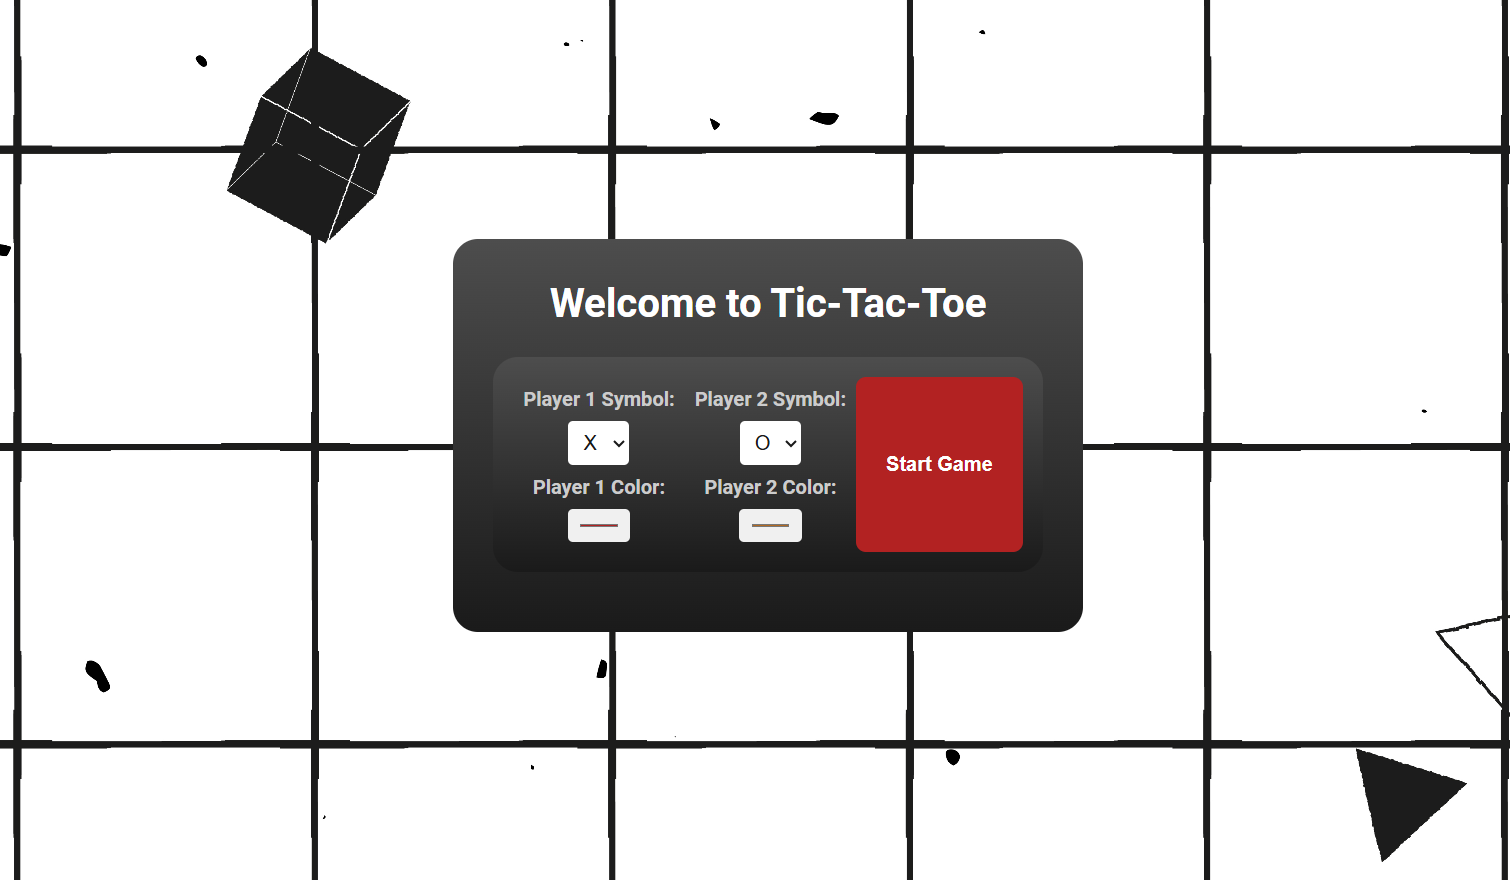 Welcome to Tic-Tac-Toe
Player 1 Symbol: Player 2 Symbol:
X O
Start Game
Player 1 Color: Player 2 Color: